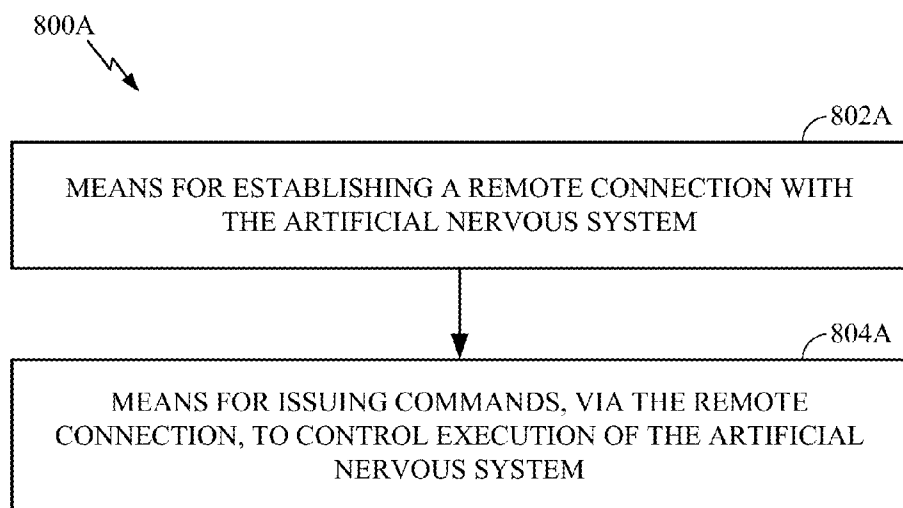 800A
802A
MEANS FOR ESTABLISHING A REMOTE CONNECTION WITH
THE ARTIFICIAL NERVOUS SYSTEM
804A
MEANS FOR ISSUING COMMANDS, VIA THE REMOTE
CONNECTION, TO CONTROL EXECUTION OF THE ARTIFICIAL
NERVOUS SYSTEM